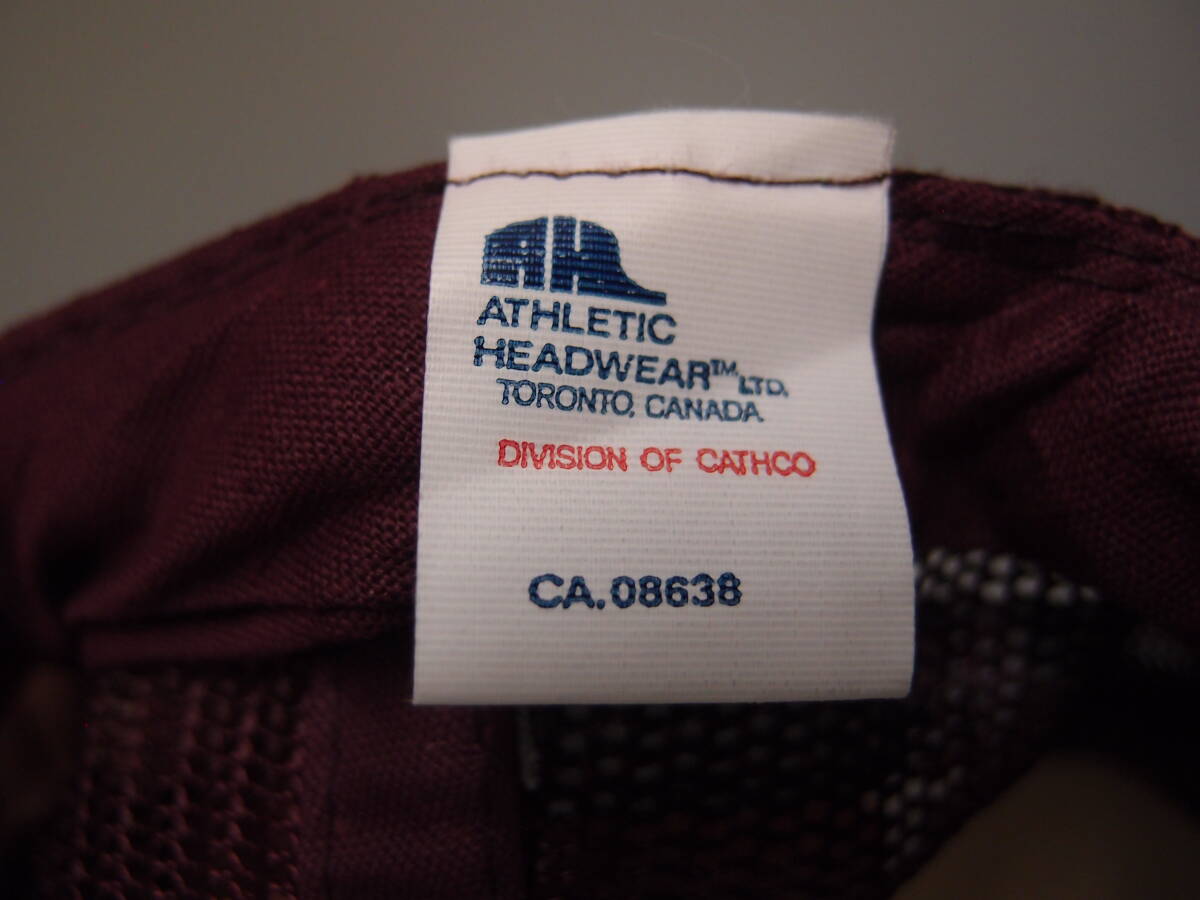 AH
ATHLETIC
HEADWEAR™ LTD.
TORONTO, CANADA
DIVISION OF CATHCO
CA.08638